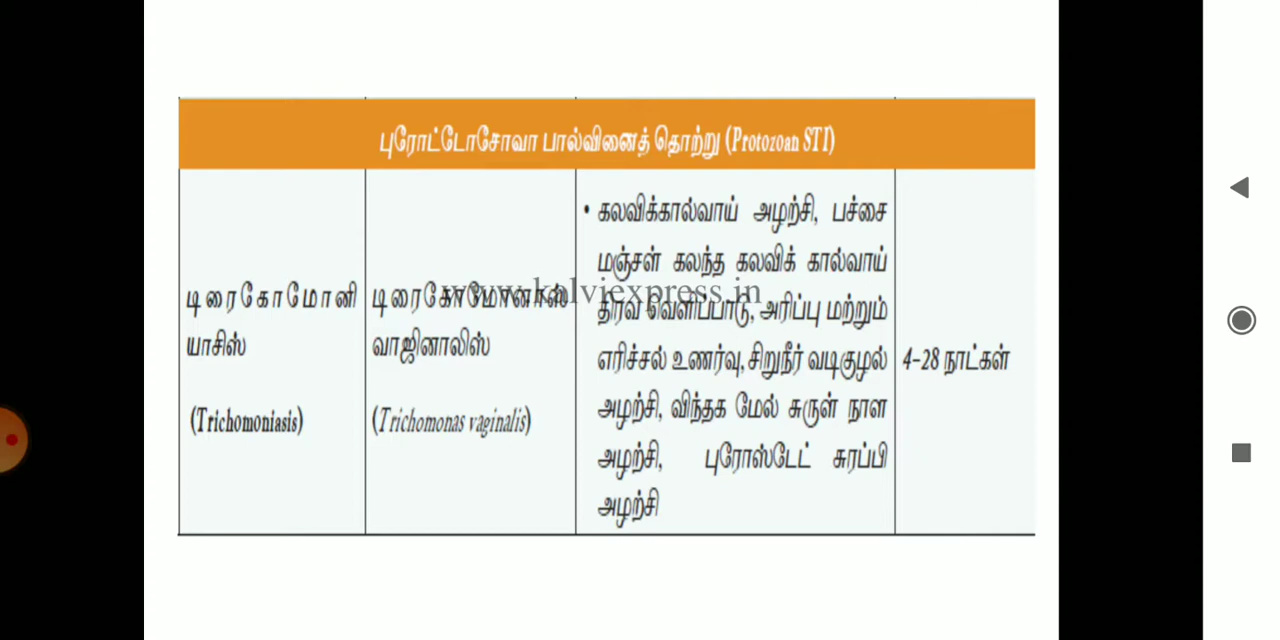 புரோட்டோசோவா பால்வினைத் தொற்று (Protozoan STI)
டிரைகோமோனி
யாசிஸ்
(Trichomoniasis)
டிரைகோமோனாஸ்
வாஜினாலிஸ்
(Trichomonas vaginalis)
• கலவிக்கால்வாய் அழற்சி, பச்சை
மஞ்சள் கலந்த கலவிக் கால்வாய்
திரவ வெளிப்பாடு, அரிப்பு மற்றும்
எரிச்சல் உணர்வு, சிறுநீர் வடிகுழல்
அழற்சி, விந்தக மேல் சுருள் நாள
அழற்சி, புரோஸ்டேட் சுரப்பி
அழற்சி
4-28 நாட்கள்
www.kalviexpress.in